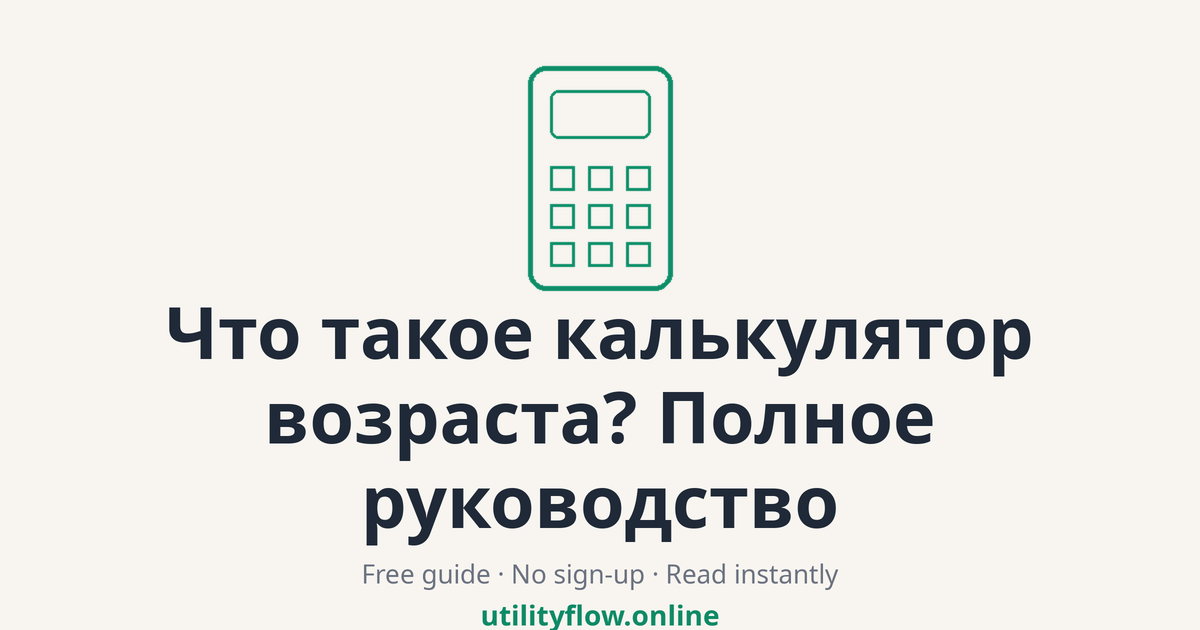 Что такое калькулятор
возраста? Полное
руководство
Free guide · No sign-up · Read instantly
utilityflow.online